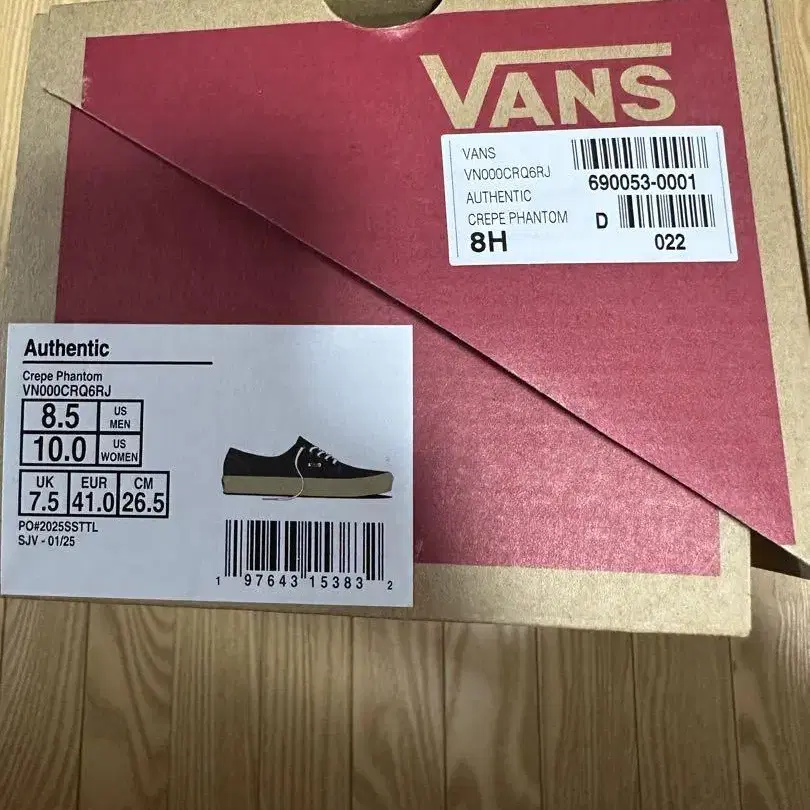 VANS
VANS
VN000CRQ6RJ
690053-0001
AUTHENTIC
CREPE PHANTOM
D
8H
022
Authentic
Crepe Phantom
VN000CRQ6RJ
8.5 US MEN
10.0 US WOMEN
UK EUR CM
7.5 41.0 26.5
PO#2025SSTTL
SJV - 01/25
1 97643 15383 2